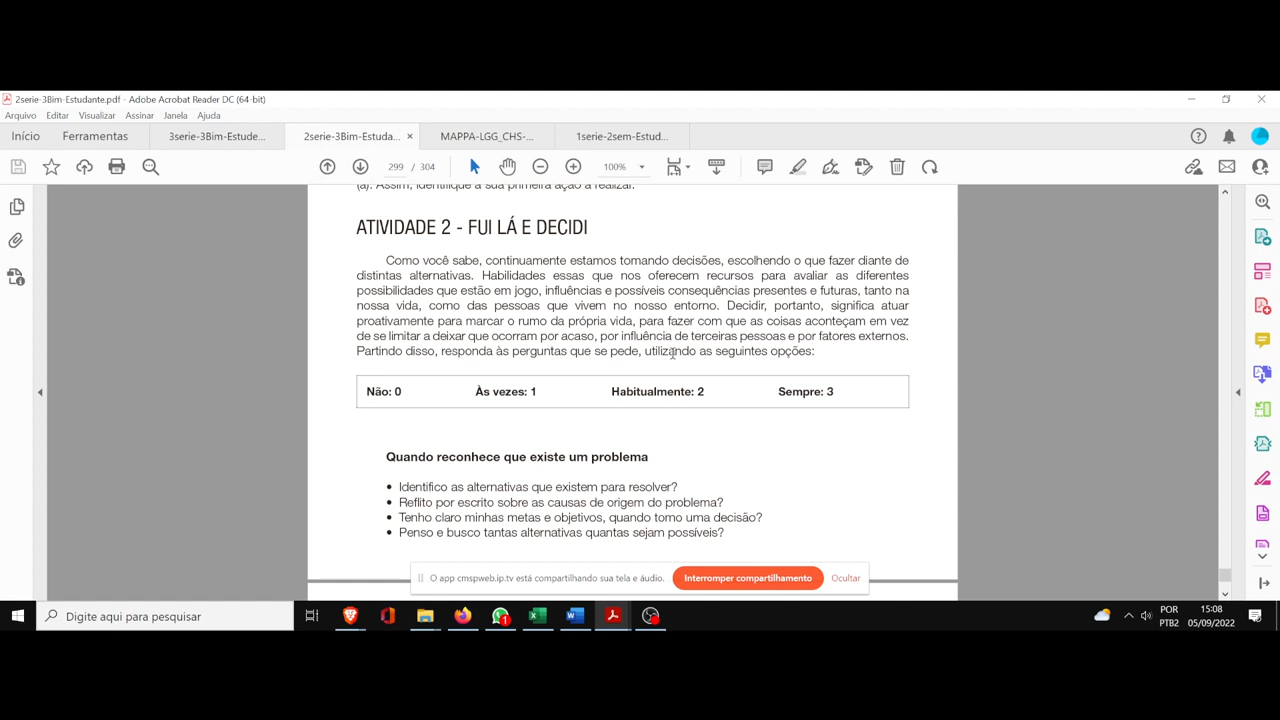 2serie-3Bim-Estudante.pdf - Adobe Acrobat Reader DC (64-bit)
Arquivo Editar Visualizar Assinar Janela Ajuda
Início Ferramentas 3serie-3Bim-Estude... 2serie-3Bim-Estuda... × MAPPA-LGG_CHS-... 1serie-2sem-Estud...
299 / 304 100%
(a). Assim, identifique a sua primeira ação a realizar.
ATIVIDADE 2 - FUI LÁ E DECIDI
Como você sabe, continuamente estamos tomando decisões, escolhendo o que fazer diante de
distintas alternativas. Habilidades essas que nos oferecem recursos para avaliar as diferentes
possibilidades que estão em jogo, influências e possíveis consequências presentes e futuras, tanto na
nossa vida, como das pessoas que vivem no nosso entorno. Decidir, portanto, significa atuar
proativamente para marcar o rumo da própria vida, para fazer com que as coisas aconteçam em vez
de se limitar a deixar que ocorram por acaso, por influência de terceiras pessoas e por fatores externos.
Partindo disso, responda às perguntas que se pede, utilizando as seguintes opções:
Não: 0 Às vezes: 1 Habitualmente: 2 Sempre: 3
Quando reconhece que existe um problema
• Identifico as alternativas que existem para resolver?
• Reflito por escrito sobre as causas de origem do problema?
• Tenho claro minhas metas e objetivos, quando tomo uma decisão?
• Penso e busco tantas alternativas quantas sejam possíveis?
O app cmspweb.ip.tv está compartilhando sua tela e áudio. Interromper compartilhamento Ocultar
Digite aqui para pesquisar
1
POR 15:08
PTB2 05/09/2022